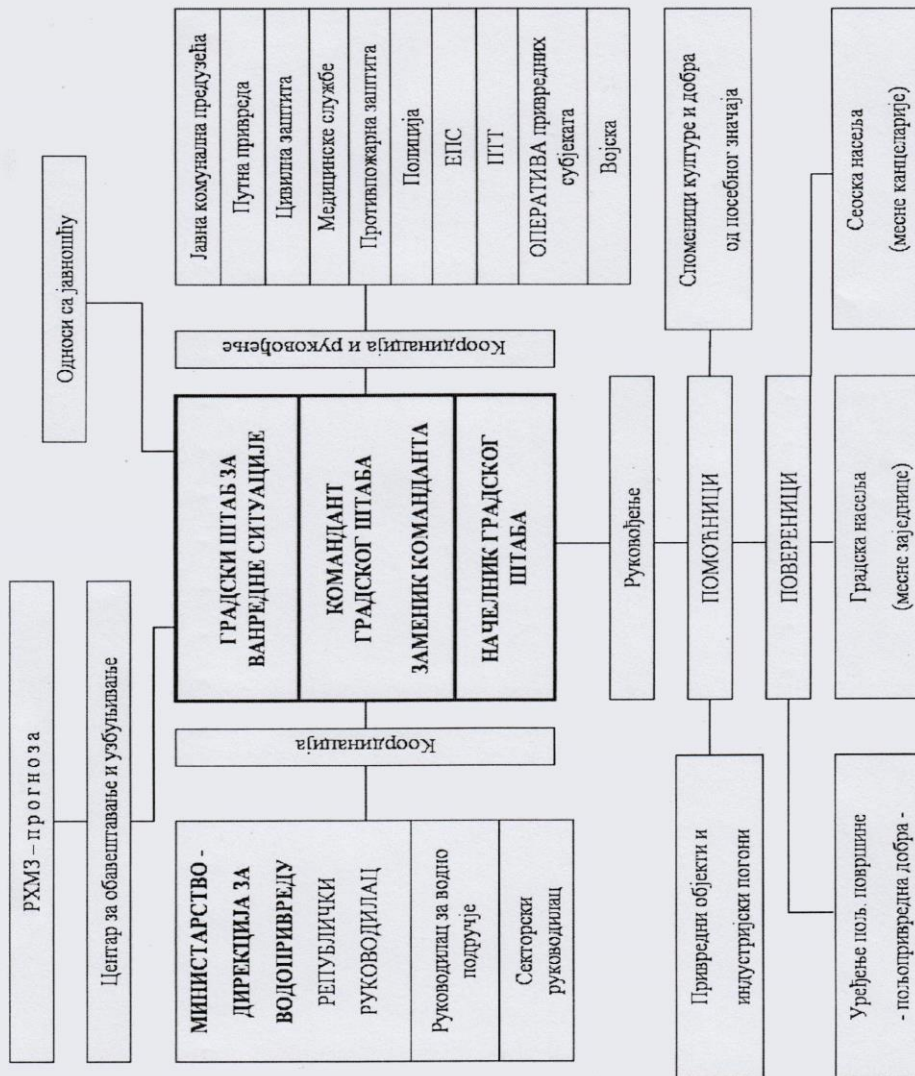 РХМЗ – прогноза
Центар за обавештавање и узбуњивање
Односи са јавношћу
МИНИСТАРСТВО -
ДИРЕКЦИЈА ЗА
ВОДОПРИВРЕДУ
РЕПУБЛИЧКИ
РУКОВОДИЛАЦ
Руководилац за водно
подручје
Секторски
руководилац
Координација
ГРАДСКИ ШТАБ ЗА
ВАНРЕДНЕ СИТУАЦИЈЕ
КОМАНДАНТ
ГРАДСКОГ ШТАБА
ЗАМЕНИК КОМАНДАНТА
НАЧЕЛНИК ГРАДСКОГ
ШТАБА
Координација и руковођење
Јавна комунална предузећа
Путна привреда
Цивилна заштита
Медицинске службе
Противпожарна заштита
Полиција
ЕПС
ПТТ
ОПЕРАТИВА привредних
субјеката
Војска
Руковођење
Привредни објекти и
индустријски погони
ПОМОЋНИЦИ
Споменици културе и добра
од посебног значаја
ПОВЕРЕНИЦИ
Уређење пољ. површине
- пољопривредна добра -
Градска насеља
(месне заједнице)
Сеоска насеља
(месне канцеларије)